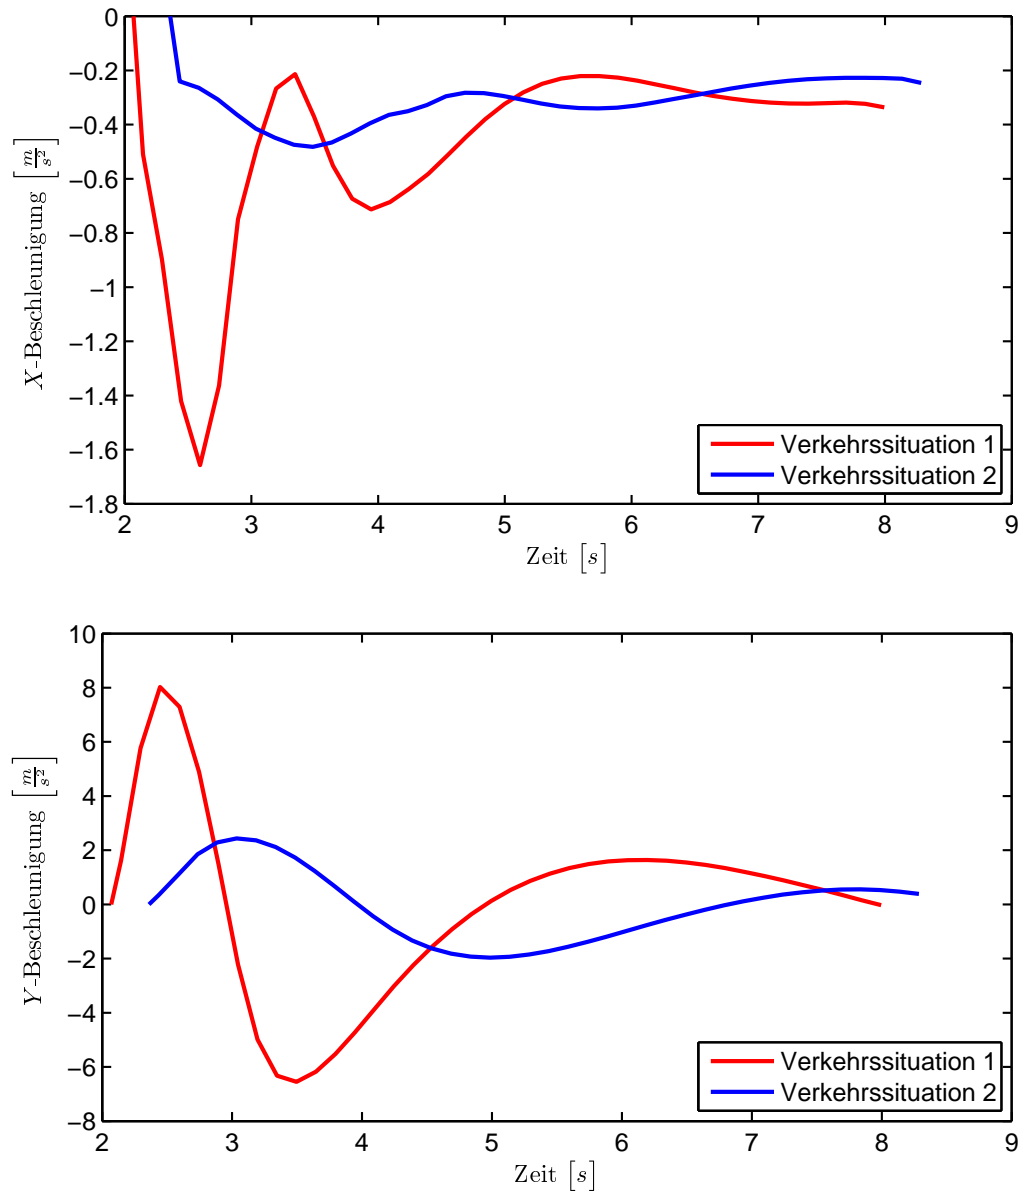 0
−0.2
−0.4
−0.6
−0.8
−1
−1.2
−1.4
−1.6
−1.8
X-Beschleunigung [m/s²]
Verkehrssituation 1
Verkehrssituation 2
2 3 4 5 6 7 8 9
Zeit [s]
10
8
6
4
2
0
−2
−4
−6
−8
Y-Beschleunigung [m/s²]
Verkehrssituation 1
Verkehrssituation 2
2 3 4 5 6 7 8 9
Zeit [s]